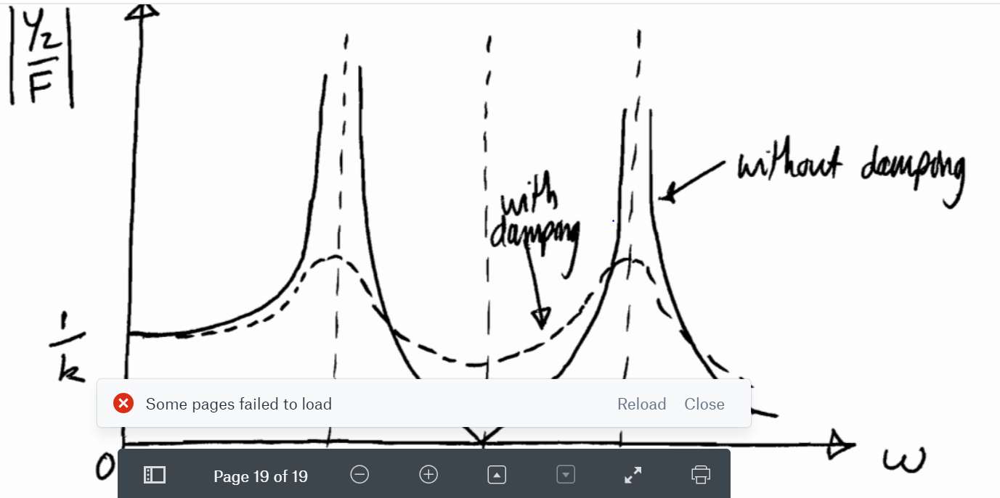 |Y₂/F|
without damping
with
damping
1/k
Some pages failed to load Reload Close
0
ω
Page 19 of 19